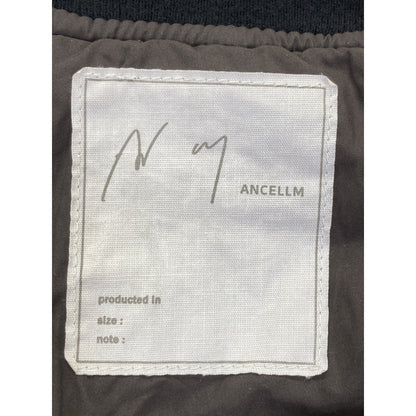 ANCELLM
producted in
size :
note :